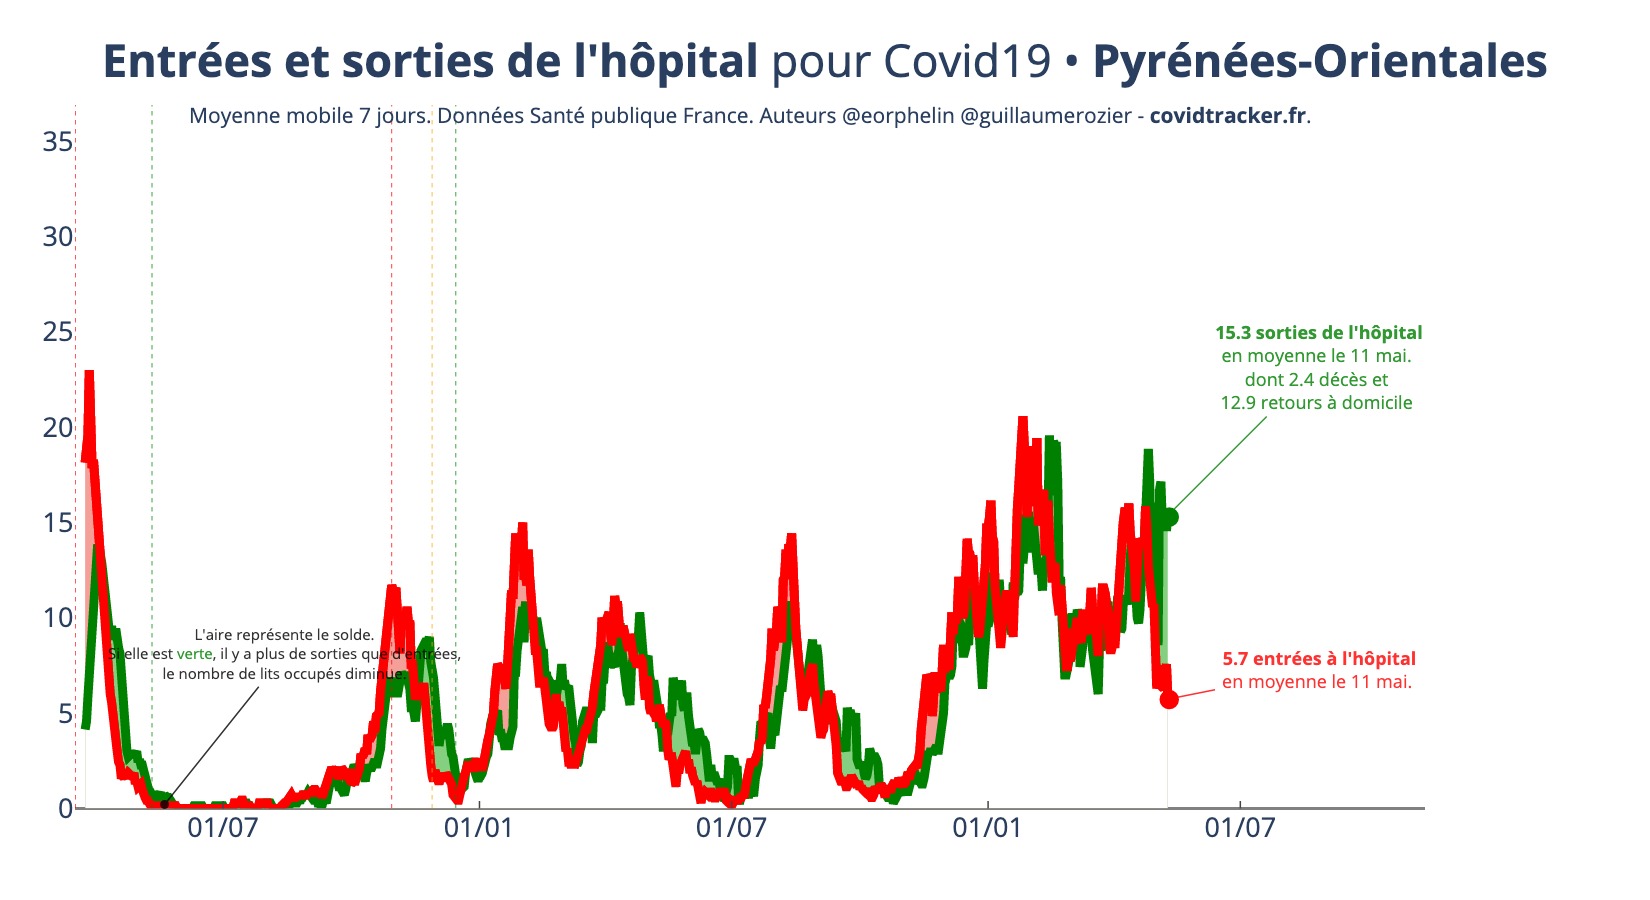 Entrées et sorties de l'hôpital pour Covid19 • Pyrénées-Orientales
Moyenne mobile 7 jours. Données Santé publique France. Auteurs @eorphelin @guillaumerozier - covidtracker.fr.
35
30
25
20
15
10
5
0
15.3 sorties de l'hôpital
en moyenne le 11 mai.
dont 2.4 décès et
12.9 retours à domicile
L'aire représente le solde.
Si elle est verte, il y a plus de sorties que d'entrées,
le nombre de lits occupés diminue.
5.7 entrées à l'hôpital
en moyenne le 11 mai.
01/07
01/01
01/07
01/01
01/07